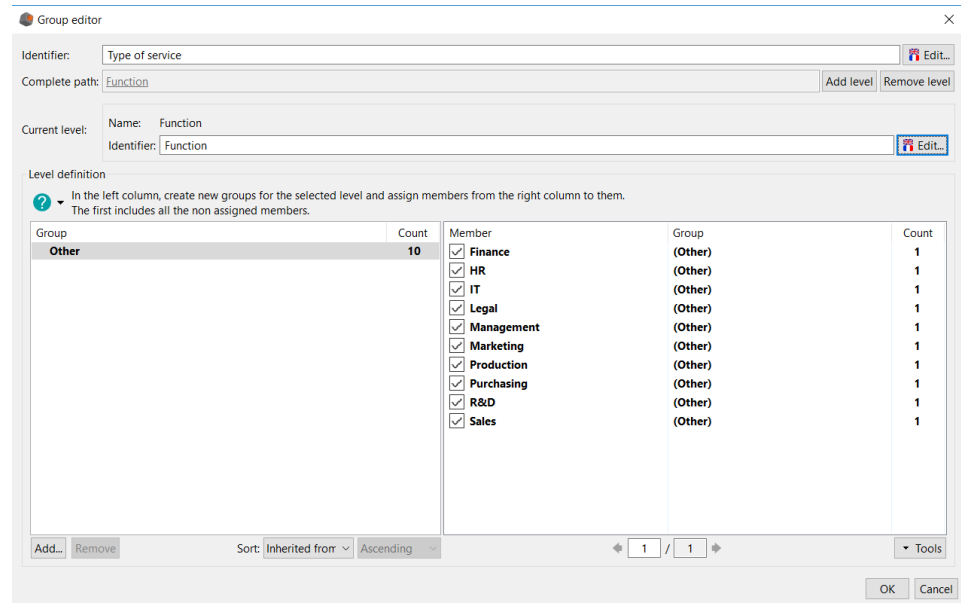 Group editor
Identifier: Type of service Edit...
Complete path: Function Add level Remove level
Current level: Name: Function
Identifier: Function Edit...
Level definition
In the left column, create new groups for the selected level and assign members from the right column to them.
The first includes all the non assigned members.
Group Count Member Group Count
Other 10 Finance (Other) 1
HR (Other) 1
IT (Other) 1
Legal (Other) 1
Management (Other) 1
Marketing (Other) 1
Production (Other) 1
Purchasing (Other) 1
R&D (Other) 1
Sales (Other) 1
Add... Remove Sort: Inherited from Ascending 1 / 1 Tools
OK Cancel